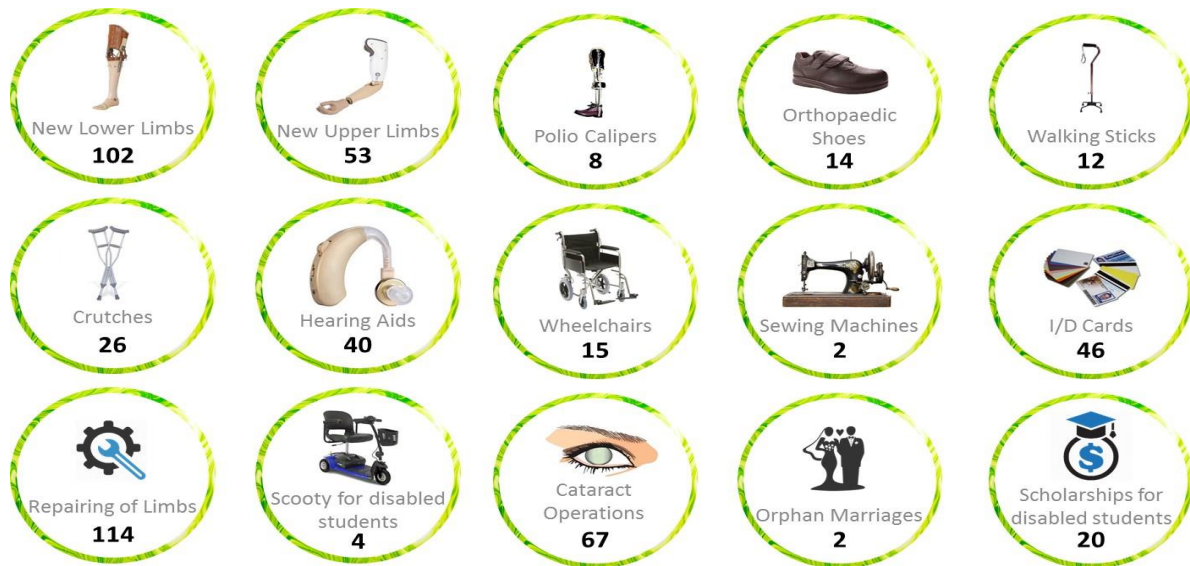 New Lower Limbs
102
New Upper Limbs
53
Polio Calipers
8
Orthopaedic
Shoes
14
Walking Sticks
12
Crutches
26
Hearing Aids
40
Wheelchairs
15
Sewing Machines
2
I/D Cards
46
Repairing of Limbs
114
Scooty for disabled
students
4
Cataract
Operations
67
Orphan Marriages
2
$
Scholarships for
disabled students
20